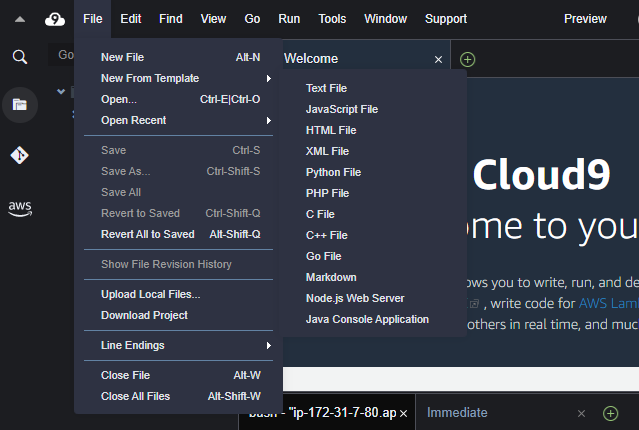 File Edit Find View Go Run Tools Window Support Preview
Go
Welcome
New File Alt-N
New From Template
Open... Ctrl-E|Ctrl-O
Open Recent
Save Ctrl-S
Save As... Ctrl-Shift-S
Save All
Revert to Saved Ctrl-Shift-Q
Revert All to Saved Alt-Shift-Q
Show File Revision History
Upload Local Files...
Download Project
Line Endings
Close File Alt-W
Close All Files Alt-Shift-W
Text File
JavaScript File
HTML File
XML File
Python File
PHP File
C File
C++ File
Go File
Markdown
Node.js Web Server
Java Console Application
aws
Cloud9
ome to you
ows you to write, run, and de
, write code for AWS Lam
others in real time, and muc
bash - "ip-172-31-7-80.ap
Immediate